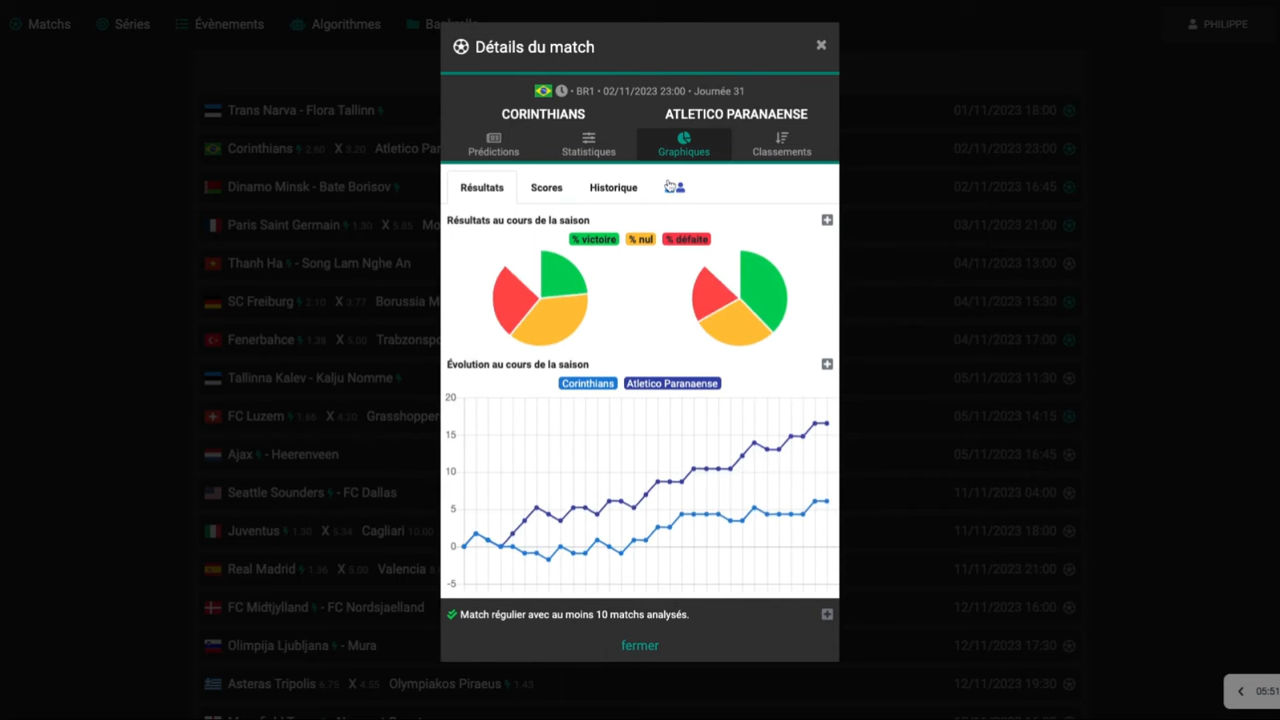 Matchs Séries Évènements Algorithmes PHILIPPE
Détails du match ×
• BR1 • 02/11/2023 23:00 • Journée 31
CORINTHIANS ATLETICO PARANAENSE
Prédictions Statistiques Graphiques Classements
Résultats Scores Historique
Résultats au cours de la saison
% victoire % nul % défaite
Évolution au cours de la saison
Corinthians Atletico Paranaense
20
15
10
5
0
-5
Match régulier avec au moins 10 matchs analysés.
fermer
Trans Narva - Flora Tallinn 01/11/2023 18:00
Corinthians 2.60 X 3.20 Atletico Par 02/11/2023 23:00
Dinamo Minsk - Bate Borisov 02/11/2023 16:45
Paris Saint Germain 1.30 X 5.85 Mo 03/11/2023 21:00
Thanh Ha - Song Lam Nghe An 04/11/2023 13:00
SC Freiburg 2.10 X 3.77 Borussia M 04/11/2023 15:30
Fenerbahce X 5.00 Trabzonspo 04/11/2023 17:00
Tallinna Kalev - Kalju Nomme 05/11/2023 11:30
FC Luzern X 4.20 Grasshopper 05/11/2023 14:15
Ajax - Heerenveen 05/11/2023 16:45
Seattle Sounders - FC Dallas 11/11/2023 04:00
Juventus 1.30 X 5.34 Cagliari 10.00 11/11/2023 18:00
Real Madrid 1.36 X 5.00 Valencia 11/11/2023 21:00
FC Midtjylland - FC Nordsjaelland 12/11/2023 16:00
Olimpija Ljubljana - Mura 12/11/2023 17:30
Asteras Tripolis 6.75 X 4.55 Olympiakos Piraeus 1.43 12/11/2023 19:30
05:51